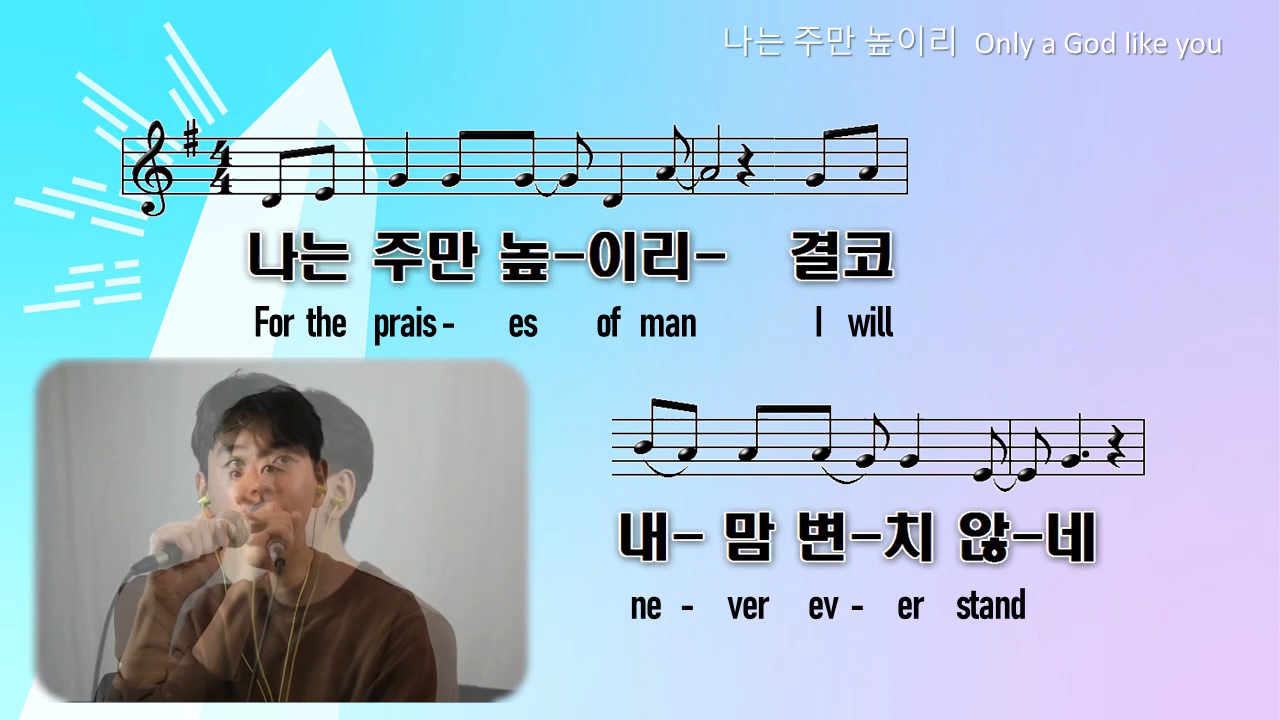 나는 주만 높이리 Only a God like you
나는 주만 높-이리- 결코
For the prais - es of man I will
내- 맘 변-치 않-네
ne - ver ev - er stand